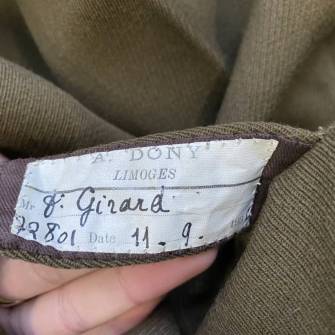 A. DONY
LIMOGES
Mr J. Girard
72801 Date 11-9.